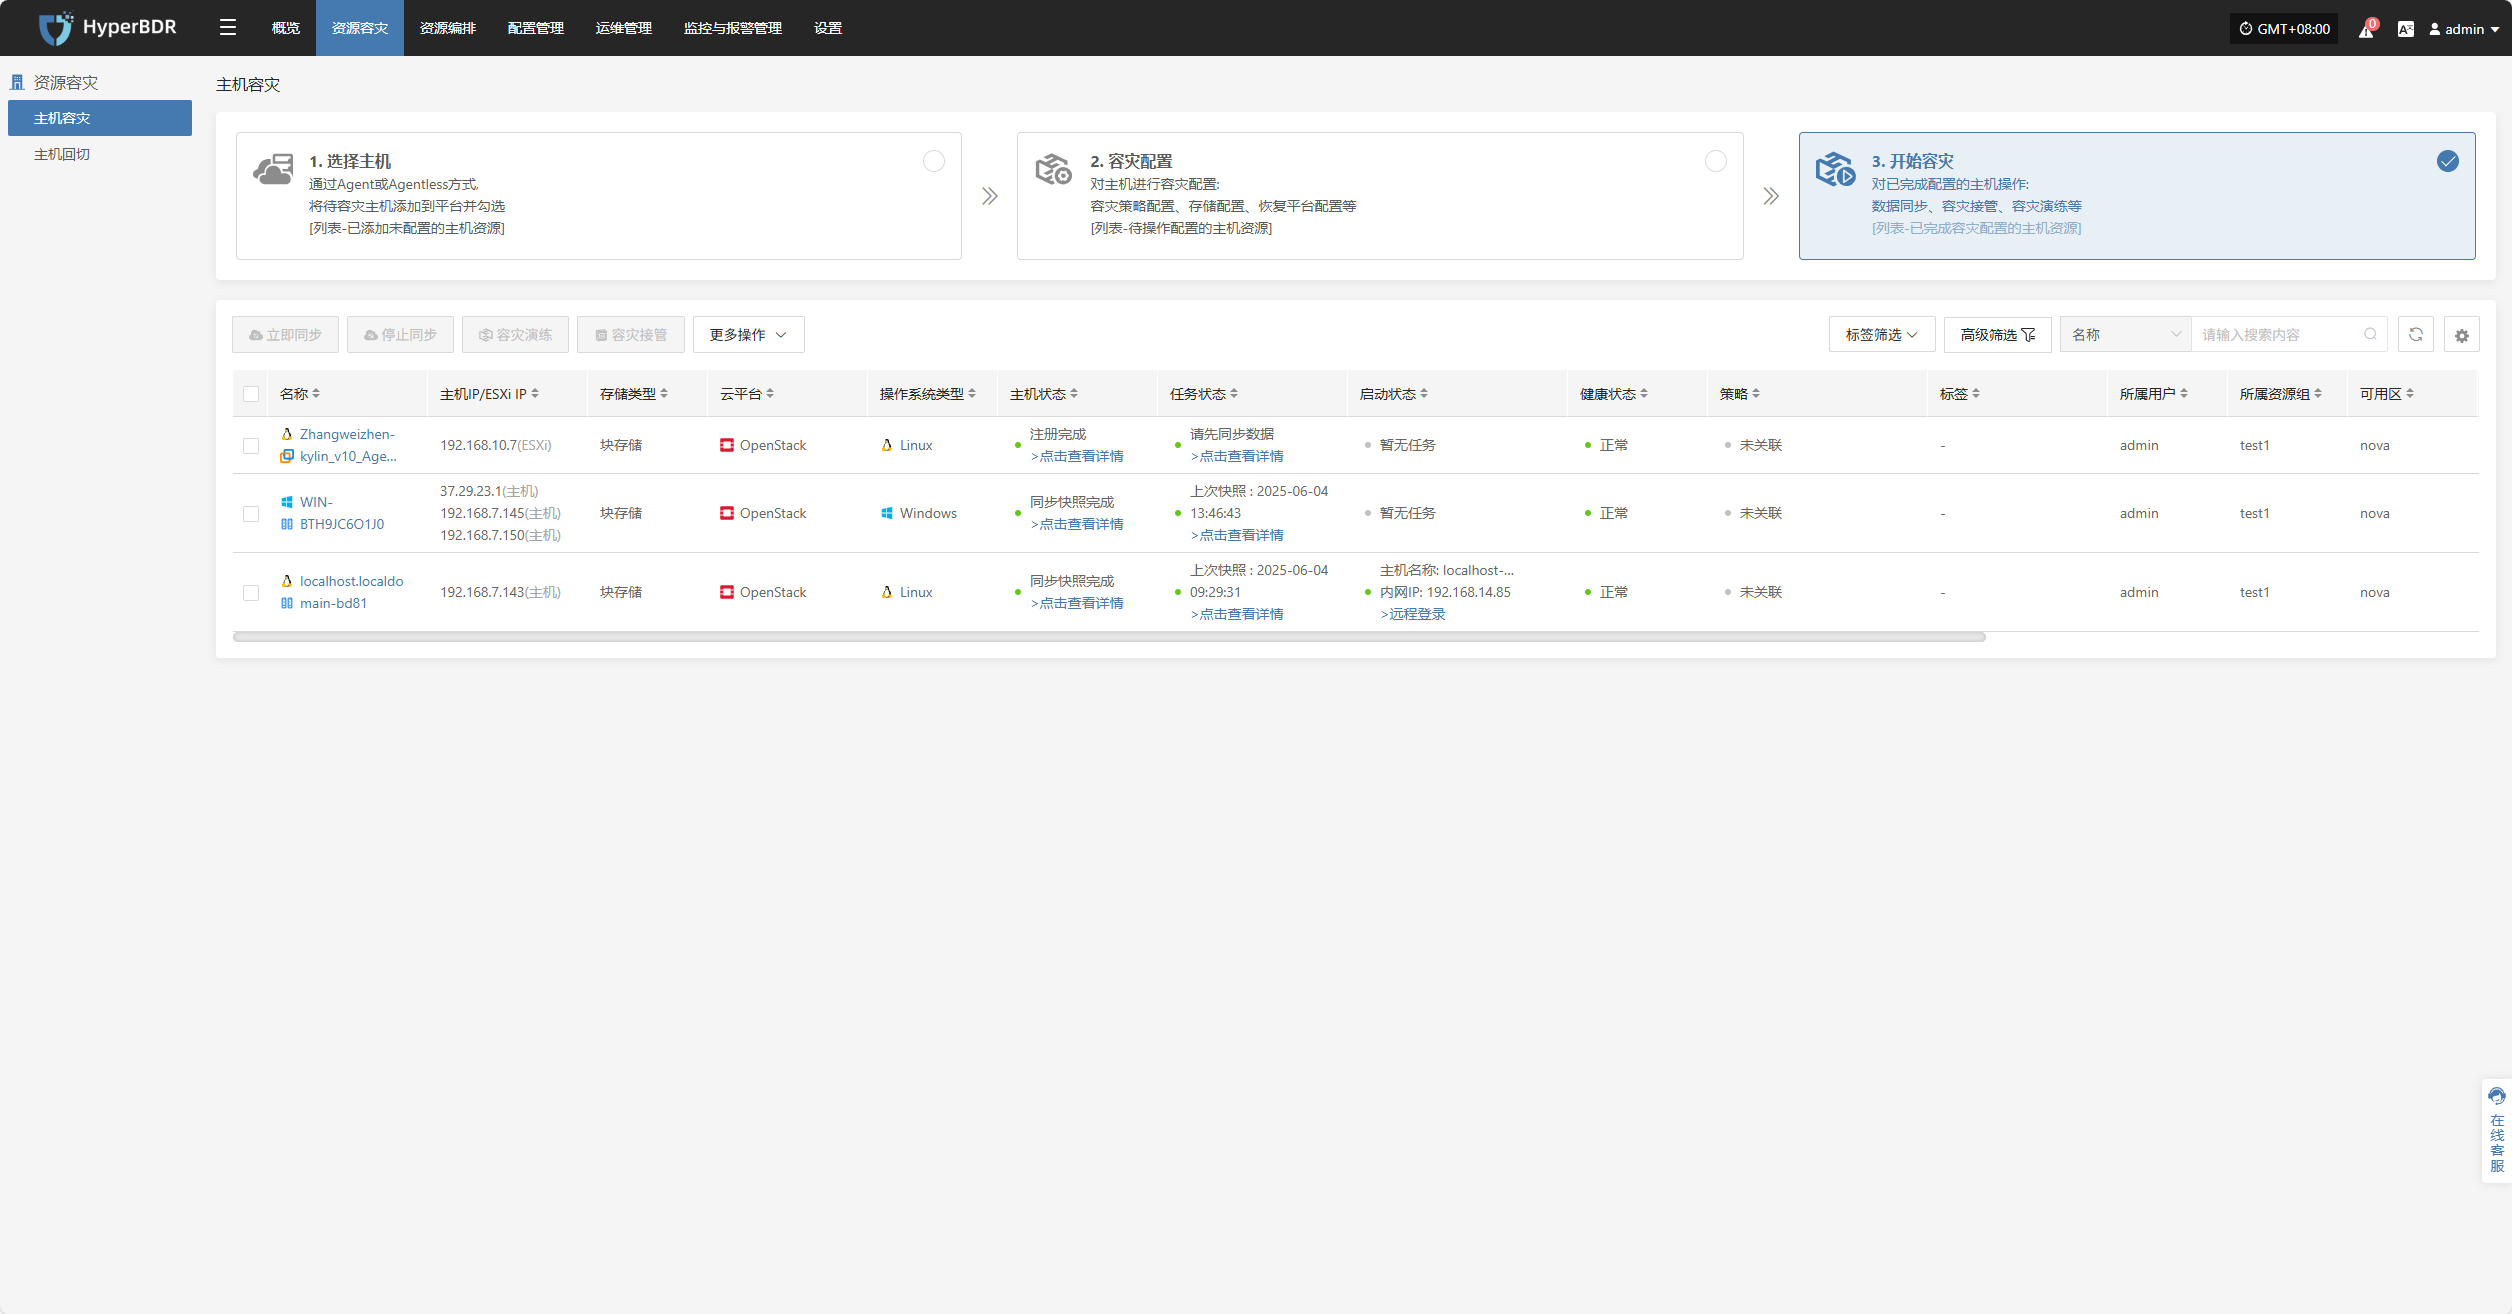 HyperBDR
概览
资源容灾
资源编排
配置管理
运维管理
监控与报警管理
设置
GMT+08:00
0
admin
资源容灾
主机容灾
主机回切
主机容灾
1. 选择主机
通过Agent或Agentless方式,
将待容灾主机添加到平台并勾选
[列表-已添加未配置的主机资源]
2. 容灾配置
对主机进行容灾配置:
容灾策略配置、存储配置、恢复平台配置等
[列表-待操作配置的主机资源]
3. 开始容灾
对已完成配置的主机操作:
数据同步、容灾接管、容灾演练等
[列表-已完成容灾配置的主机资源]
立即同步
停止同步
容灾演练
容灾接管
更多操作
标签筛选
高级筛选
名称
请输入搜索内容
名称
主机IP/ESXi IP
存储类型
云平台
操作系统类型
主机状态
任务状态
启动状态
健康状态
策略
标签
所属用户
所属资源组
可用区
Zhangweizhen-
kylin_v10_Age...
192.168.10.7(ESXi)
块存储
OpenStack
Linux
注册完成
>点击查看详情
请先同步数据
>点击查看详情
暂无任务
正常
未关联
-
admin
test1
nova
WIN-
BTH9JC6O1J0
37.29.23.1(主机)
192.168.7.145(主机)
192.168.7.150(主机)
块存储
OpenStack
Windows
同步快照完成
>点击查看详情
上次快照 : 2025-06-04
13:46:43
>点击查看详情
暂无任务
正常
未关联
-
admin
test1
nova
localhost.localdo
main-bd81
192.168.7.143(主机)
块存储
OpenStack
Linux
同步快照完成
>点击查看详情
上次快照 : 2025-06-04
09:29:31
>点击查看详情
主机名称: localhost-...
内网IP: 192.168.14.85
>远程登录
正常
未关联
-
admin
test1
nova
在线客服